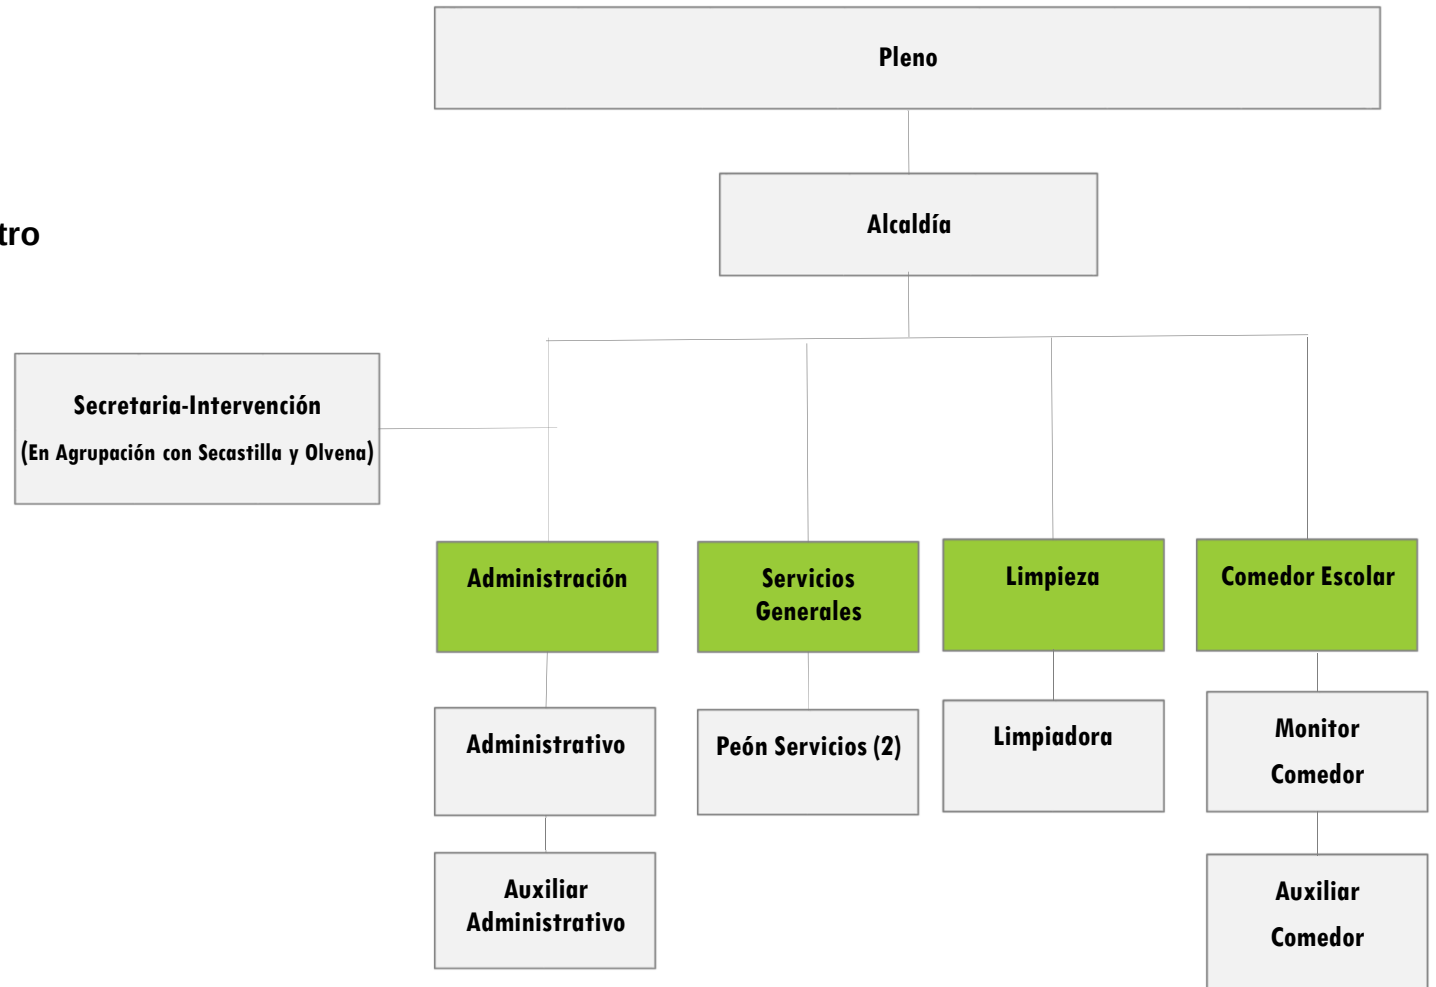 Pleno
Alcaldía
Secretaria-Intervención
(En Agrupación con Secastilla y Olvena)
Administración
Servicios
Generales
Limpieza
Comedor Escolar
Administrativo
Peón Servicios (2)
Limpiadora
Monitor
Comedor
Auxiliar
Administrativo
Auxiliar
Comedor